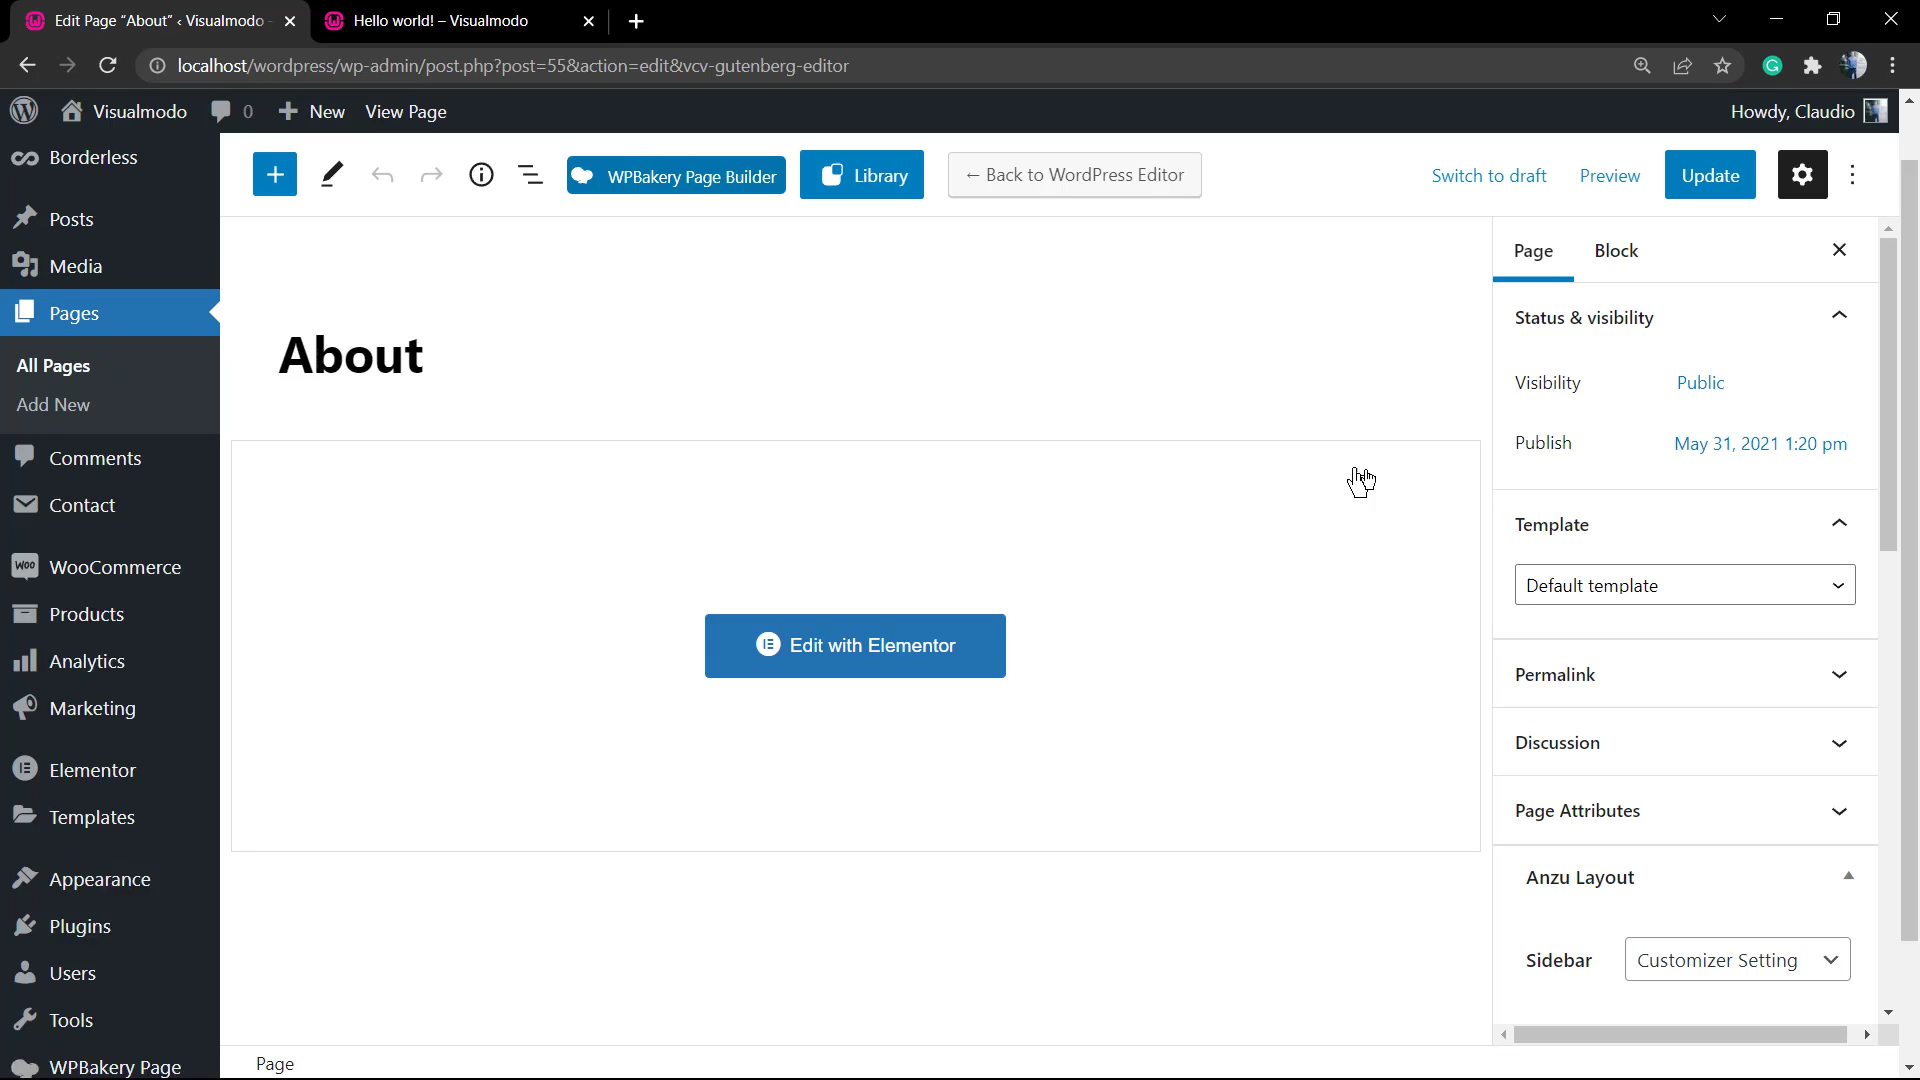 Edit Page “About” ‹ Visualmodo
Hello world! – Visualmodo
localhost/wordpress/wp-admin/post.php?post=55&action=edit&vcv-gutenberg-editor
Visualmodo
0
New
View Page
Howdy, Claudio
Borderless
Posts
Media
Pages
All Pages
Add New
Comments
Contact
WooCommerce
Products
Analytics
Marketing
Elementor
Templates
Appearance
Plugins
Users
Tools
WPBakery Page
WPBakery Page Builder
Library
← Back to WordPress Editor
Switch to draft
Preview
Update
About
Edit with Elementor
Page
Page
Block
Status & visibility
Visibility
Public
Publish
May 31, 2021 1:20 pm
Template
Default template
Permalink
Discussion
Page Attributes
Anzu Layout
Sidebar
Customizer Setting